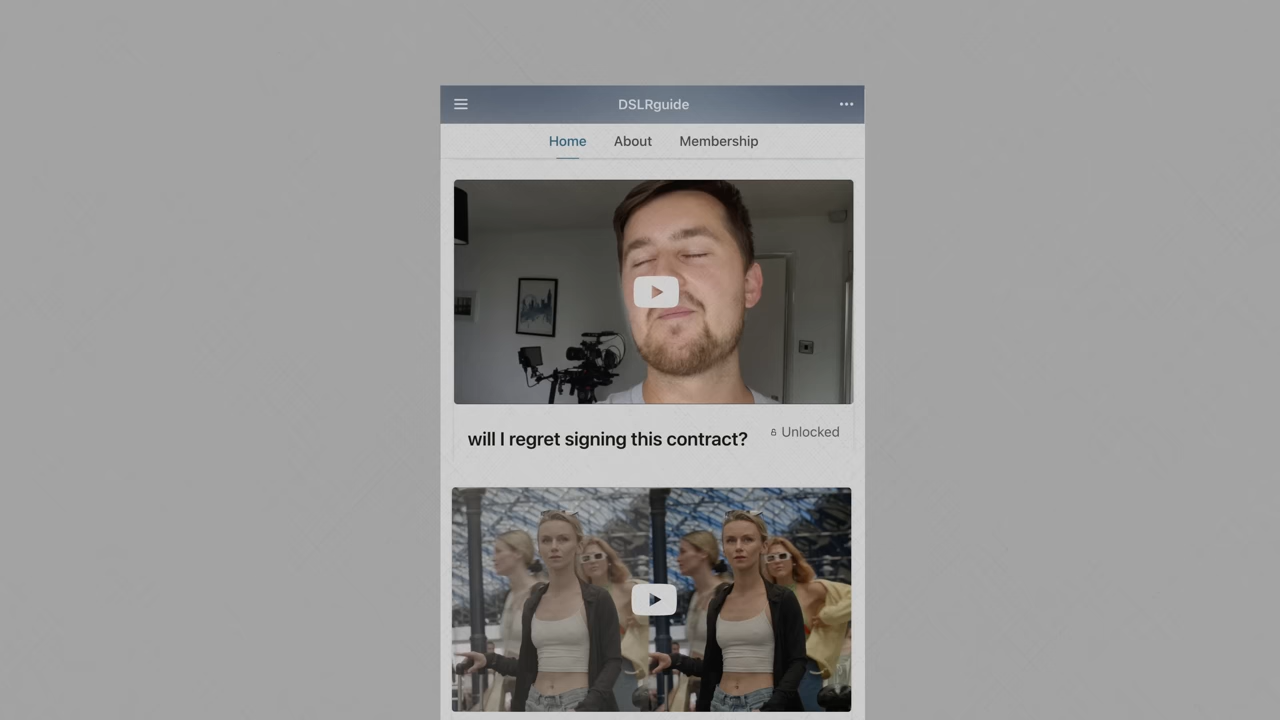 DSLRguide
Home About Membership
will I regret signing this contract?
Unlocked